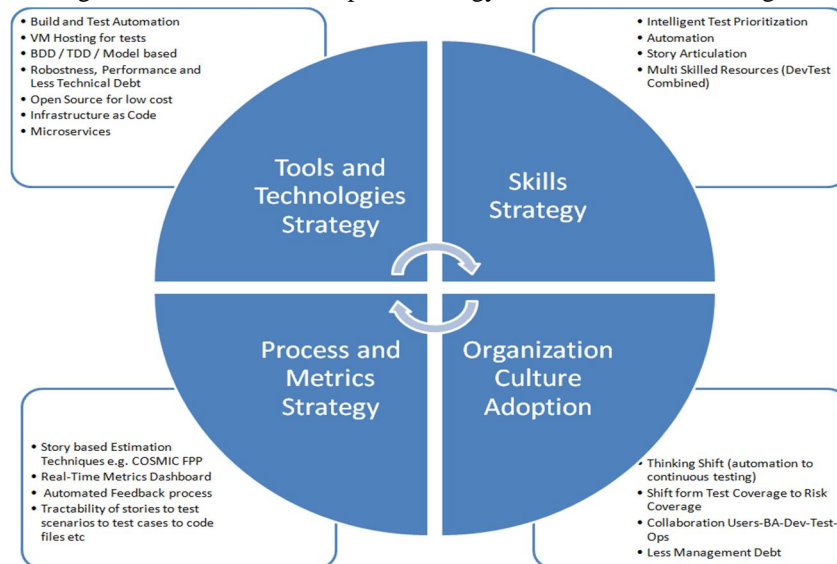 • Build and Test Automation
• VM Hosting for tests
• BDD / TDD / Model based
• Robostness, Performance and
Less Technical Debt
• Open Source for low cost
• Infrastructure as Code
• Microservices
• Intelligent Test Prioritization
• Automation
• Story Articulation
• Multi Skilled Resources (DevTest
Combined)
Tools and
Technologies
Strategy
Skills
Strategy
Process and
Metrics
Strategy
Organization
Culture
Adoption
• Story based Estimation
Techniques e.g. COSMIC FPP
• Real-Time Metrics Dashboard
• Automated Feedback process
• Tractability of stories to test
scenarios to test cases to code
files etc
• Thinking Shift (automation to
continuous testing)
• Shift form Test Coverage to Risk
Coverage
• Collaboration Users-BA-Dev-Test-
Ops
• Less Management Debt